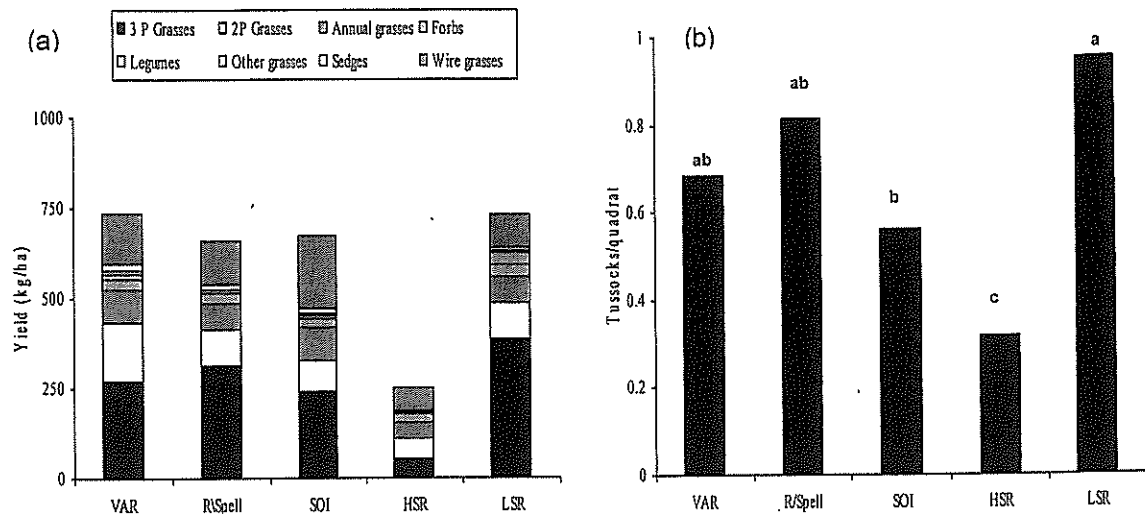 (a)
3 P Grasses 2P Grasses Annual grasses Forbs
Legumes Other grasses Sedges Wire grasses
Yield (kg/ha)
1000
750
500
250
0
VAR R\Spell SOI HSR LSR
(b)
Tussocks/quadrat
1
0.8
0.6
0.4
0.2
0
ab
ab
b
c
a
VAR R/Spell SOI HSR LSR